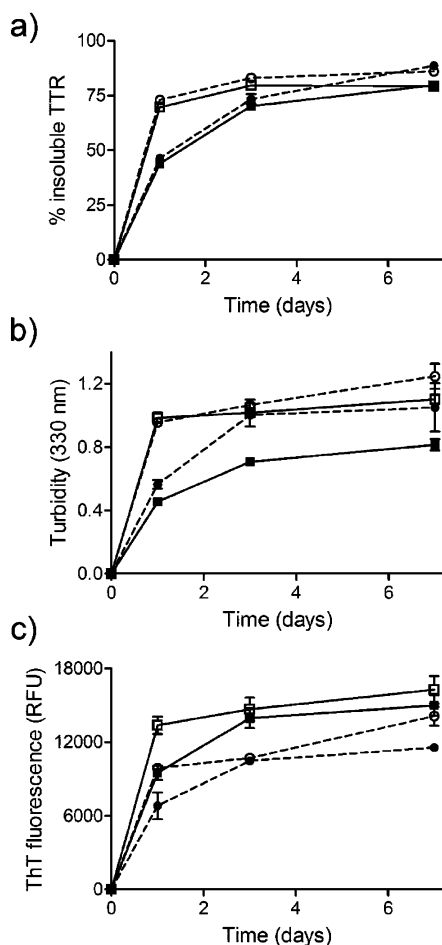 a)
% insoluble TTR
100
75
50
25
0
0 2 4 6
Time (days)
b)
Turbidity (330 nm)
1.2
0.8
0.4
0.0
0 2 4 6
Time (days)
c)
ThT fluorescence (RFU)
18000
12000
6000
0
0 2 4 6
Time (days)